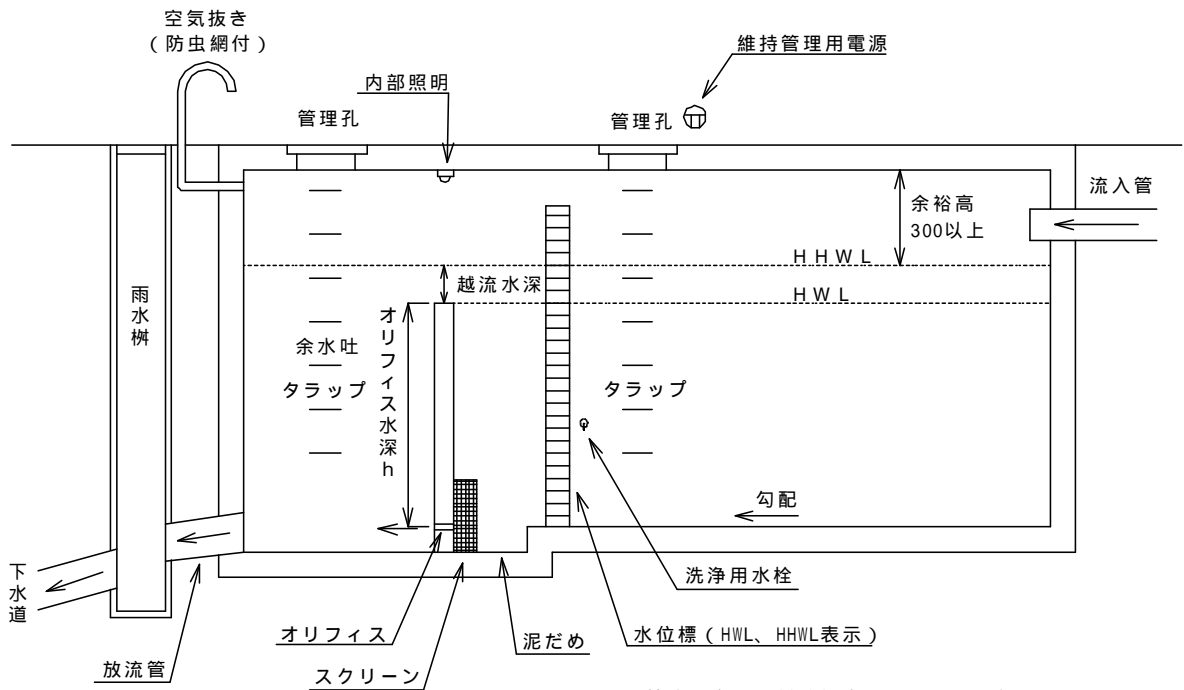 空気抜き
（防虫網付）
維持管理用電源
内部照明
管理孔
管理孔
流入管
余裕高
300以上
ＨＨＷＬ
越流水深
ＨＷＬ
雨水桝
オリフィス水深ｈ
余水吐
タラップ
タラップ
勾配
下水道
洗浄用水栓
オリフィス
泥だめ
水位標（HWL、HHWL表示）
放流管
スクリーン